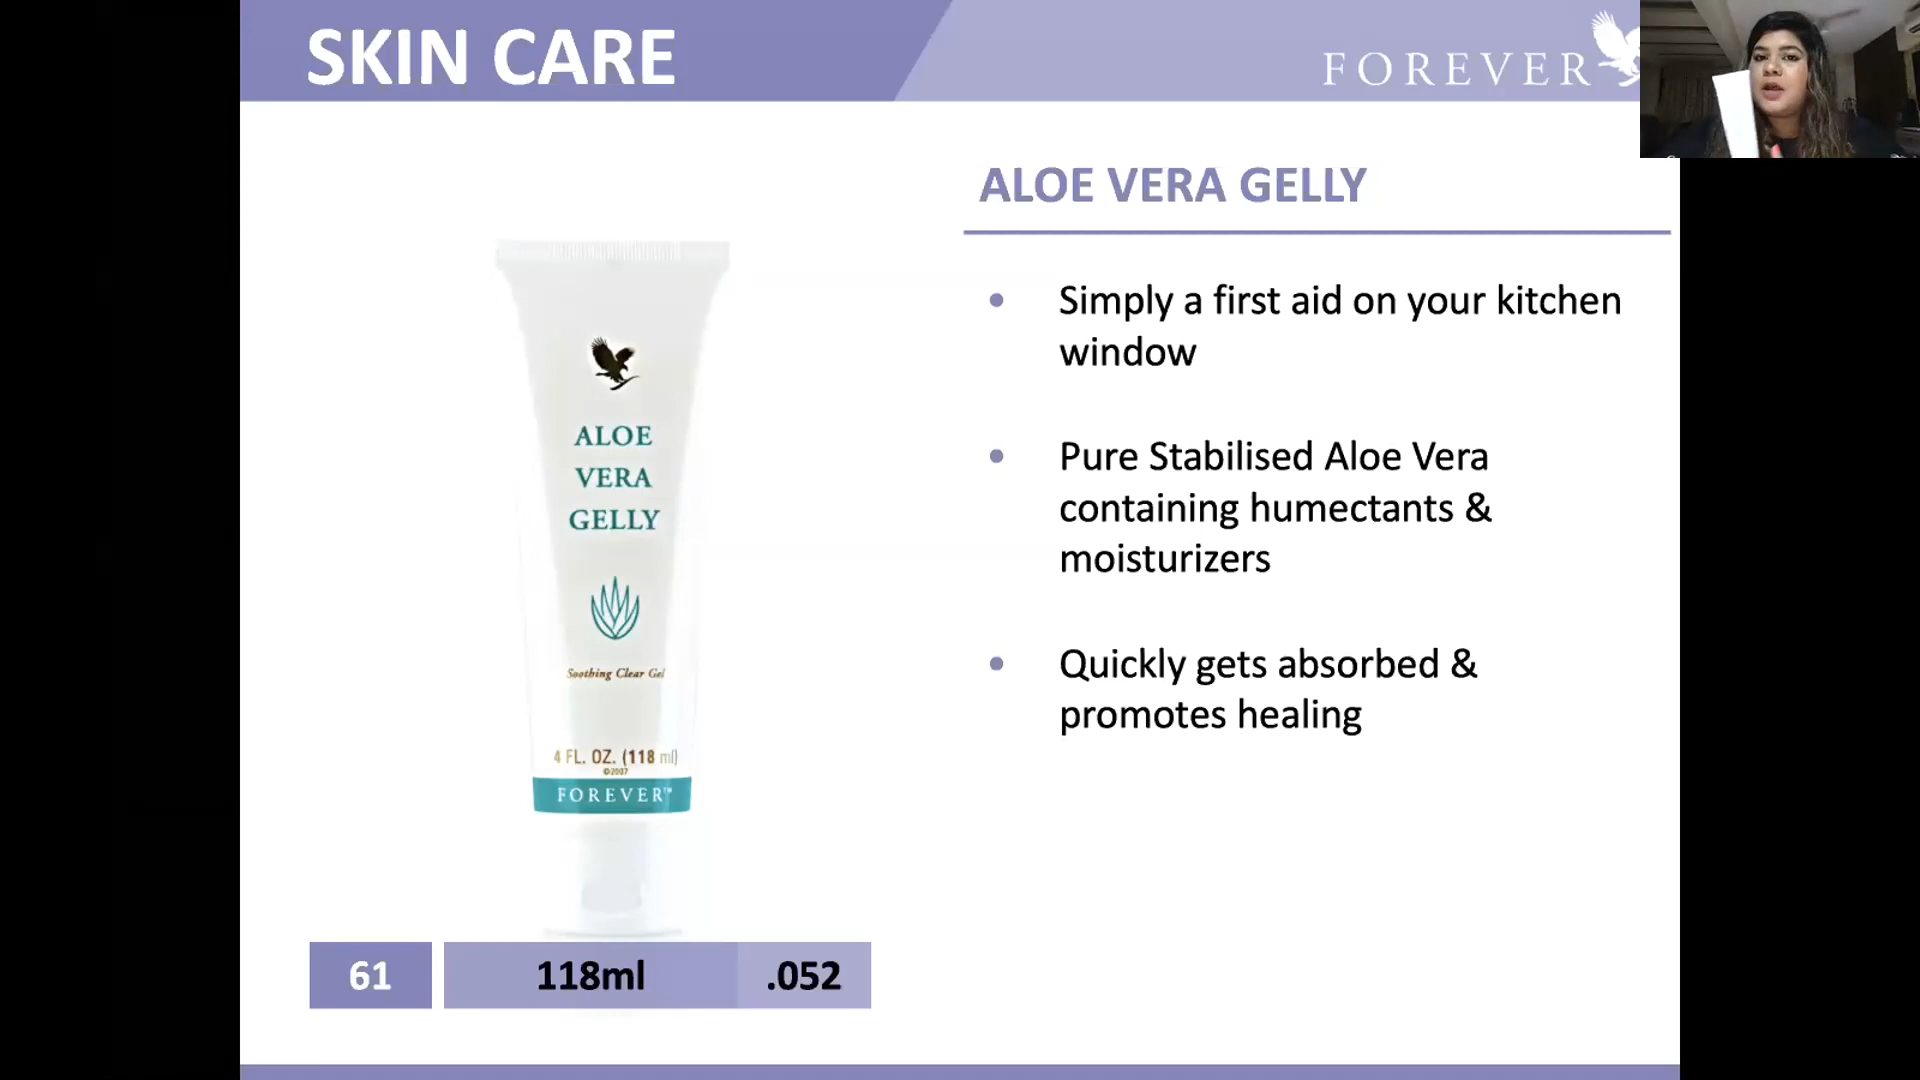 SKIN CARE
FOREVER
ALOE VERA GELLY
• Simply a first aid on your kitchen
window
• Pure Stabilised Aloe Vera
containing humectants &
moisturizers
• Quickly gets absorbed &
promotes healing
ALOE
VERA
GELLY
Soothing Clear Gel
4 FL. OZ. (118 ml)
©2007
FOREVER™
61 118ml .052